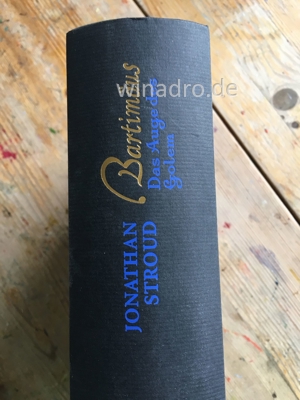 winadro.de
JONATHAN
STROUD
Bartimäus
Das Auge des
Golem